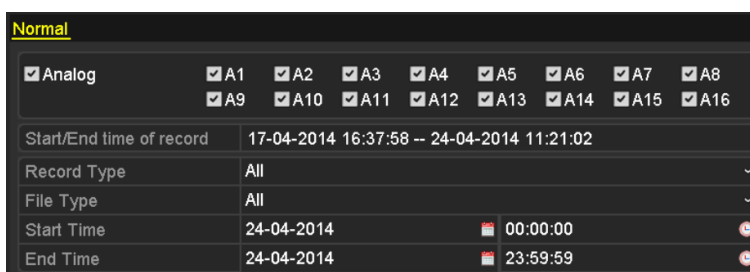 Normal
Analog A1 A2 A3 A4 A5 A6 A7 A8
A9 A10 A11 A12 A13 A14 A15 A16
Start/End time of record 17-04-2014 16:37:58 -- 24-04-2014 11:21:02
Record Type All
File Type All
Start Time 24-04-2014 00:00:00
End Time 24-04-2014 23:59:59